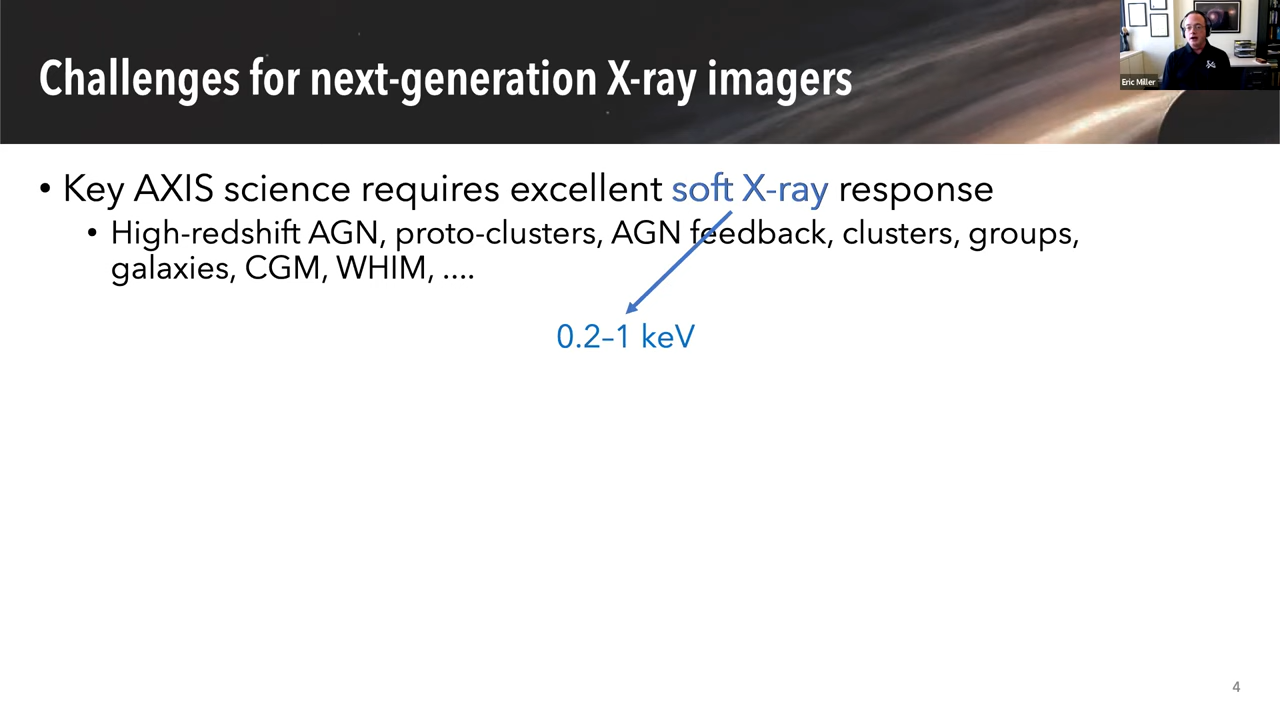 Challenges for next-generation X-ray imagers
Eric Miller
• Key AXIS science requires excellent soft X-ray response
• High-redshift AGN, proto-clusters, AGN feedback, clusters, groups,
galaxies, CGM, WHIM, ....
0.2–1 keV
4